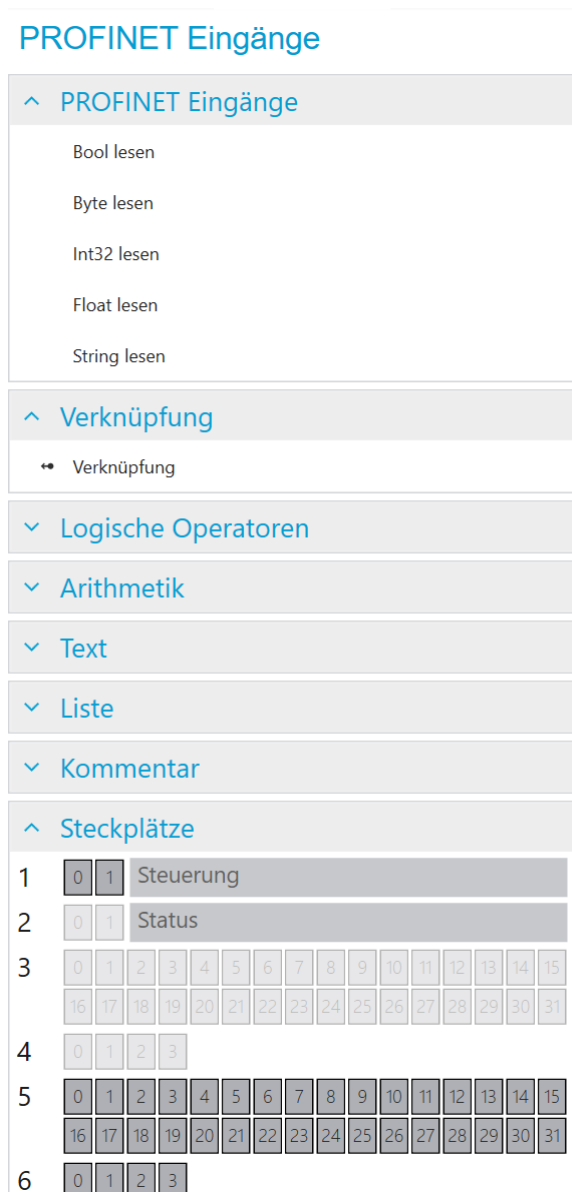 PROFINET Eingänge
PROFINET Eingänge
Bool lesen
Byte lesen
Int32 lesen
Float lesen
String lesen
Verknüpfung
Verknüpfung
Logische Operatoren
Arithmetik
Text
Liste
Kommentar
Steckplätze
1 0 1 Steuerung
2 0 1 Status
3 0 1 2 3 4 5 6 7 8 9 10 11 12 13 14 15
16 17 18 19 20 21 22 23 24 25 26 27 28 29 30 31
4 0 1 2 3
5 0 1 2 3 4 5 6 7 8 9 10 11 12 13 14 15
16 17 18 19 20 21 22 23 24 25 26 27 28 29 30 31
6 0 1 2 3